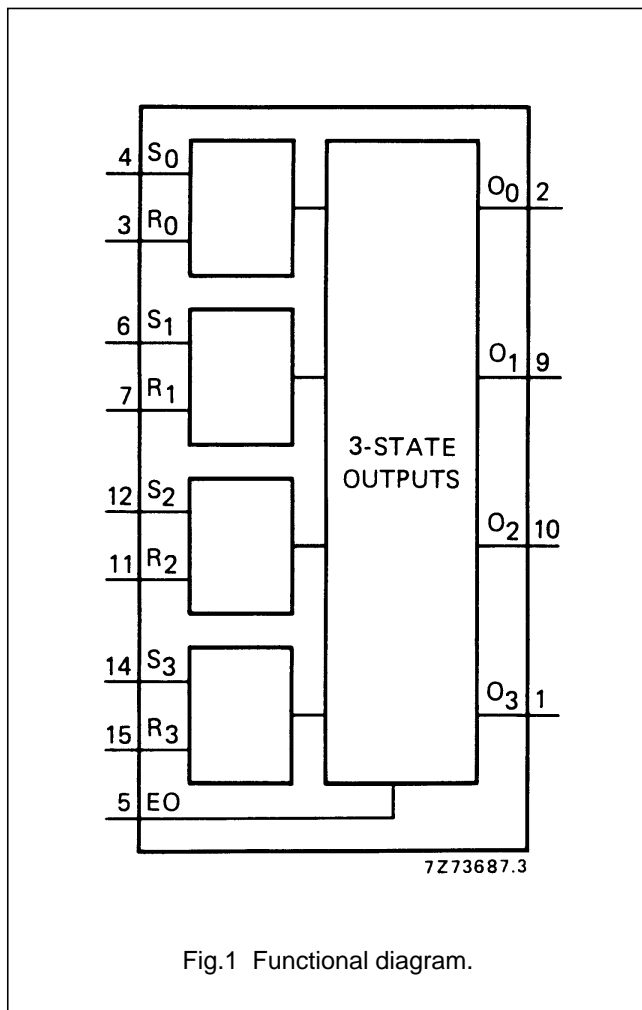 4 S0
O0 2
3 R0
6 S1
O1 9
7 R1
3-STATE
OUTPUTS
12 S2
O2 10
11 R2
14 S3
O3 1
15 R3
5 EO
7Z73687.3
Fig.1 Functional diagram.